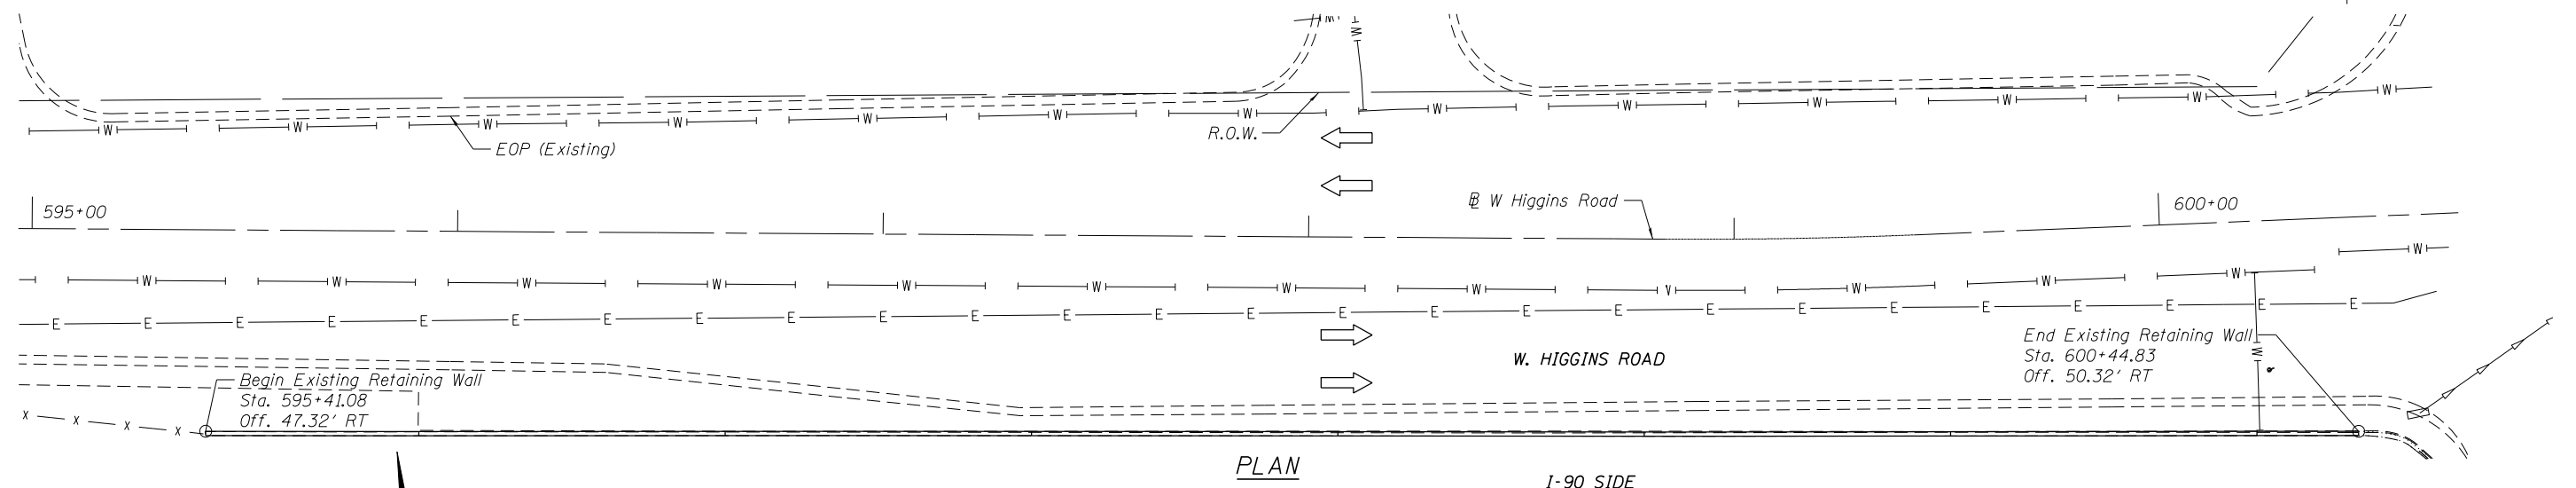 EOP (Existing)
R.O.W.
595+00
℄ W Higgins Road
600+00
W. HIGGINS ROAD
Begin Existing Retaining Wall
Sta. 595+41.08
Off. 47.32' RT
End Existing Retaining Wall
Sta. 600+44.83
Off. 50.32' RT
PLAN
I-90 SIDE
W W W W W W W W W W W W W
W
W
W W W W W W W W W W W W W
E E E E E E E E E E E E E E E E E E E E E E E E E E
W
X X X X